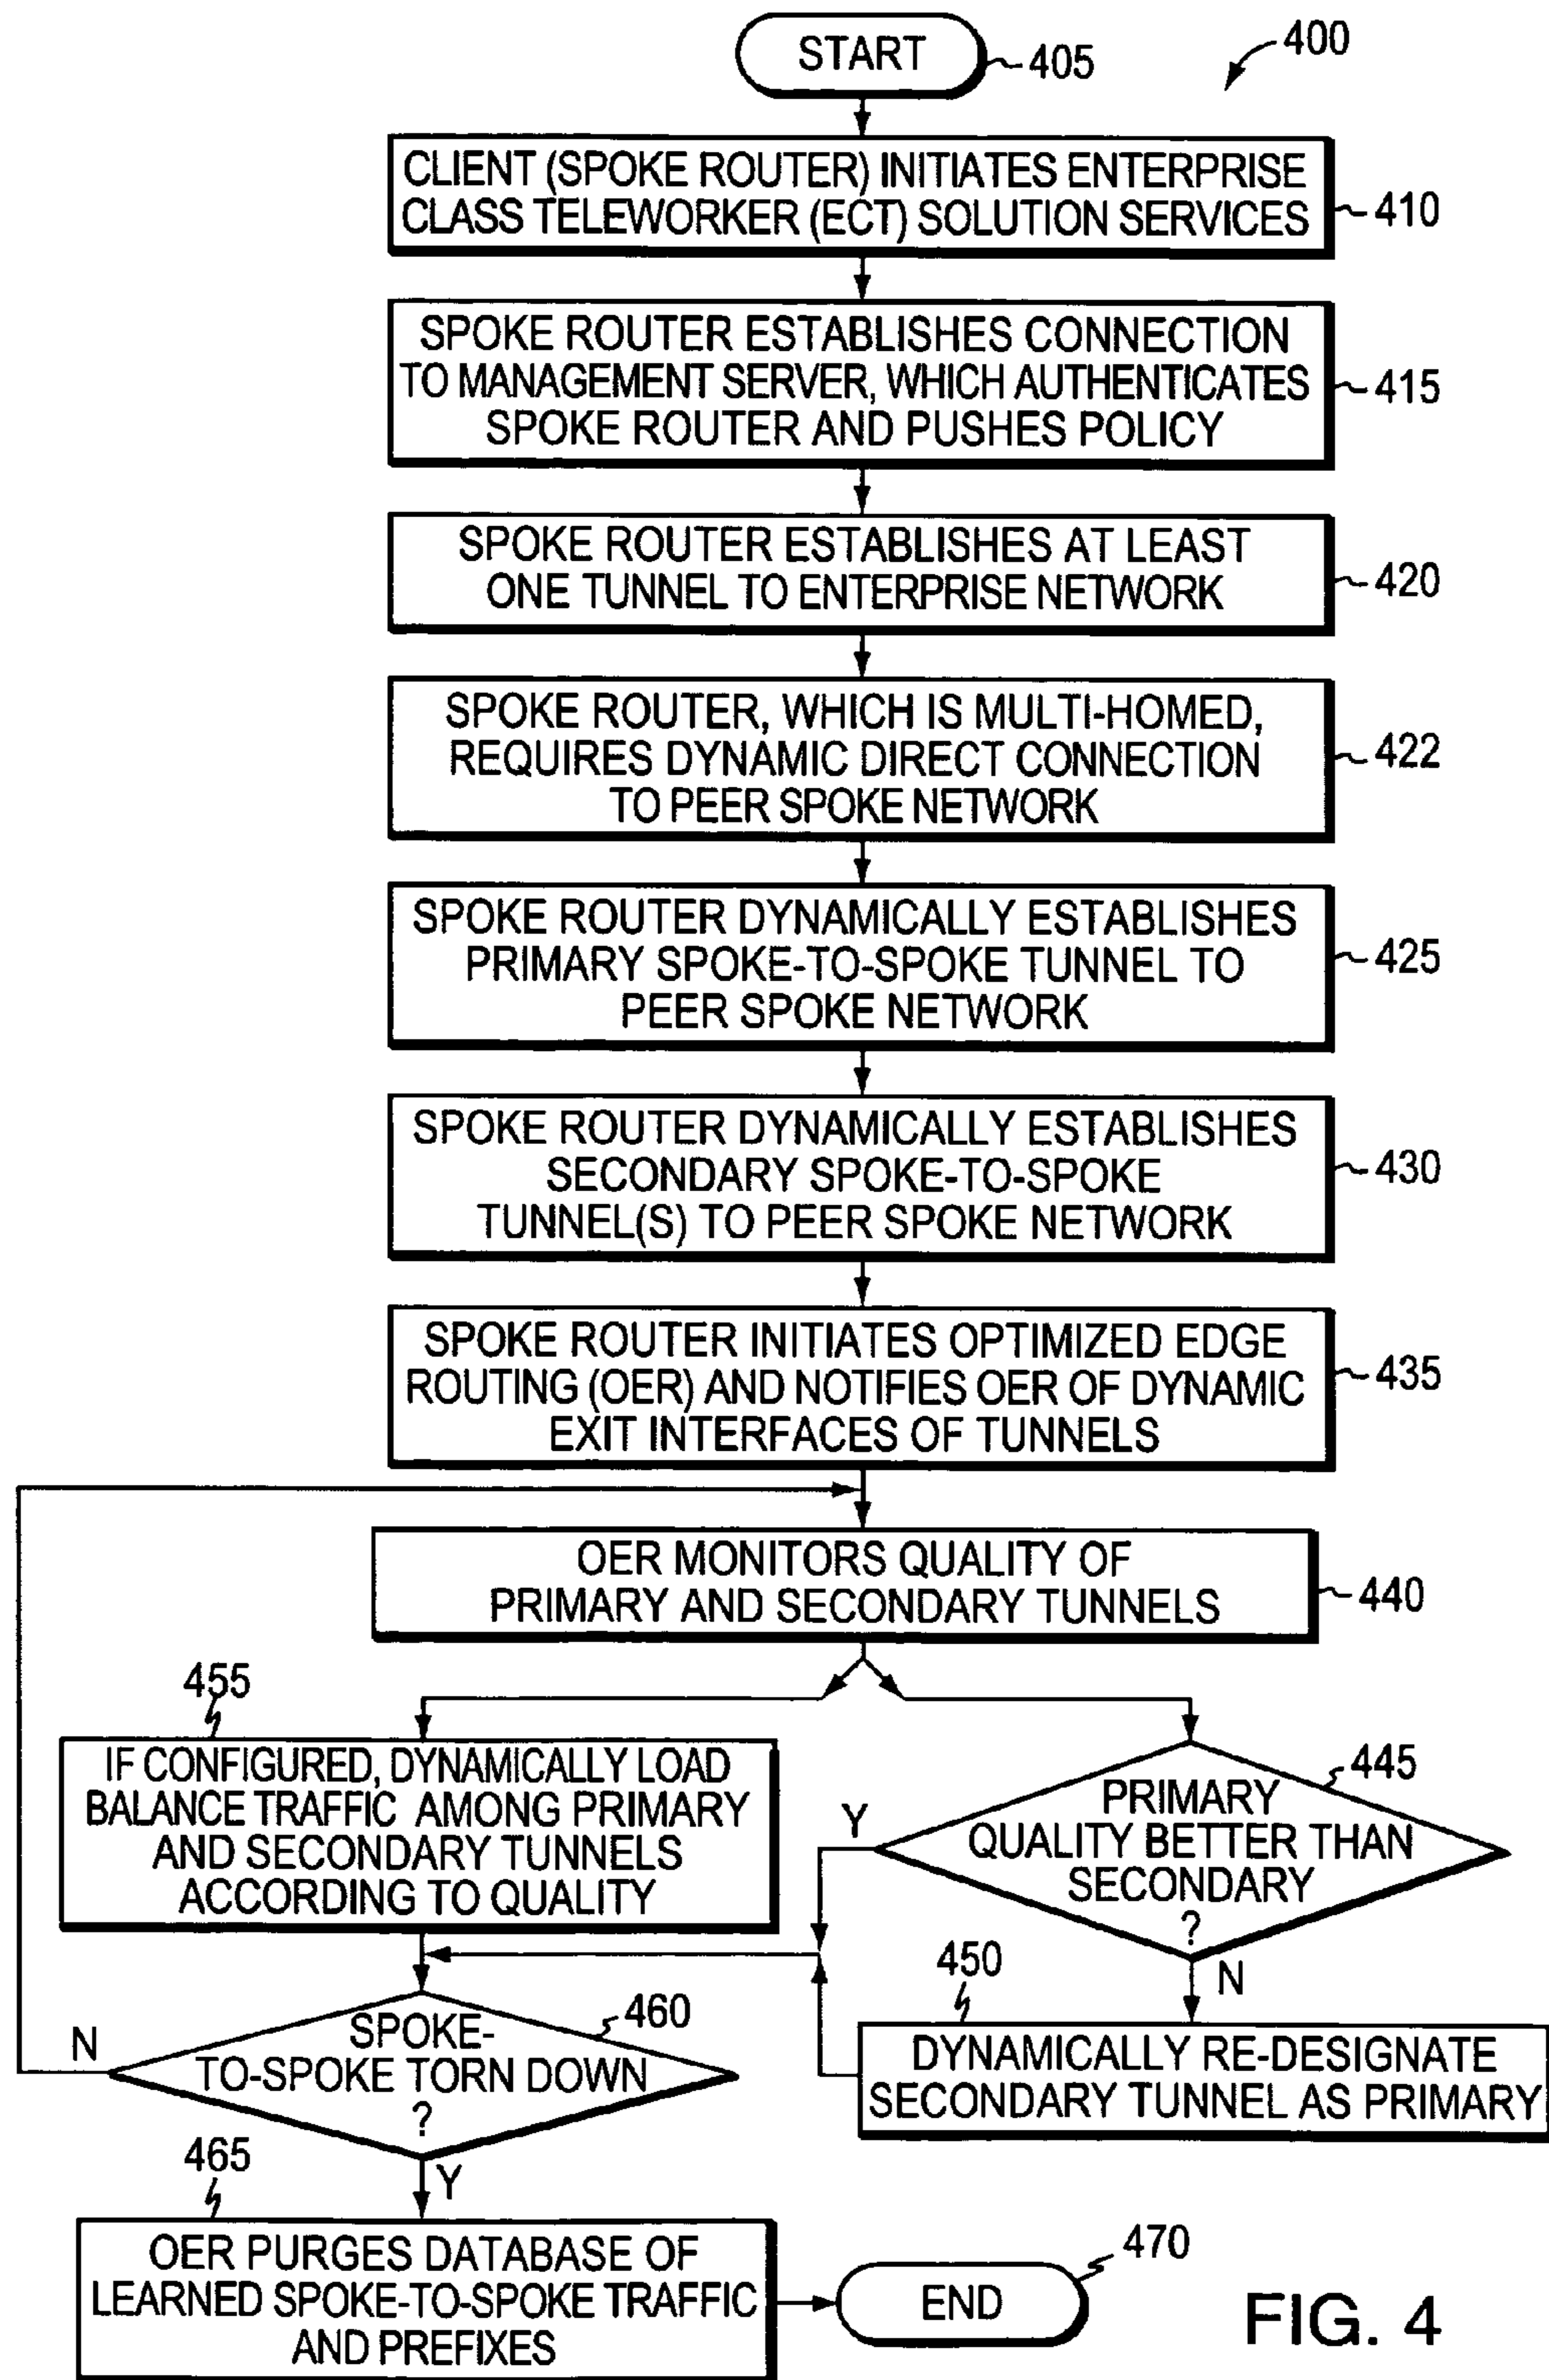 START
405
400
CLIENT (SPOKE ROUTER) INITIATES ENTERPRISE
CLASS TELEWORKER (ECT) SOLUTION SERVICES
410
SPOKE ROUTER ESTABLISHES CONNECTION
TO MANAGEMENT SERVER, WHICH AUTHENTICATES
SPOKE ROUTER AND PUSHES POLICY
415
SPOKE ROUTER ESTABLISHES AT LEAST
ONE TUNNEL TO ENTERPRISE NETWORK
420
SPOKE ROUTER, WHICH IS MULTI-HOMED,
REQUIRES DYNAMIC DIRECT CONNECTION
TO PEER SPOKE NETWORK
422
SPOKE ROUTER DYNAMICALLY ESTABLISHES
PRIMARY SPOKE-TO-SPOKE TUNNEL TO
PEER SPOKE NETWORK
425
SPOKE ROUTER DYNAMICALLY ESTABLISHES
SECONDARY SPOKE-TO-SPOKE
TUNNEL(S) TO PEER SPOKE NETWORK
430
SPOKE ROUTER INITIATES OPTIMIZED EDGE
ROUTING (OER) AND NOTIFIES OER OF DYNAMIC
EXIT INTERFACES OF TUNNELS
435
OER MONITORS QUALITY OF
PRIMARY AND SECONDARY TUNNELS
440
455
IF CONFIGURED, DYNAMICALLY LOAD
BALANCE TRAFFIC AMONG PRIMARY
AND SECONDARY TUNNELS
ACCORDING TO QUALITY
445
PRIMARY
QUALITY BETTER THAN
SECONDARY
?
Y
N
450
DYNAMICALLY RE-DESIGNATE
SECONDARY TUNNEL AS PRIMARY
460
SPOKE-
TO-SPOKE TORN DOWN
?
N
Y
465
OER PURGES DATABASE OF
LEARNED SPOKE-TO-SPOKE TRAFFIC
AND PREFIXES
END
470
FIG. 4